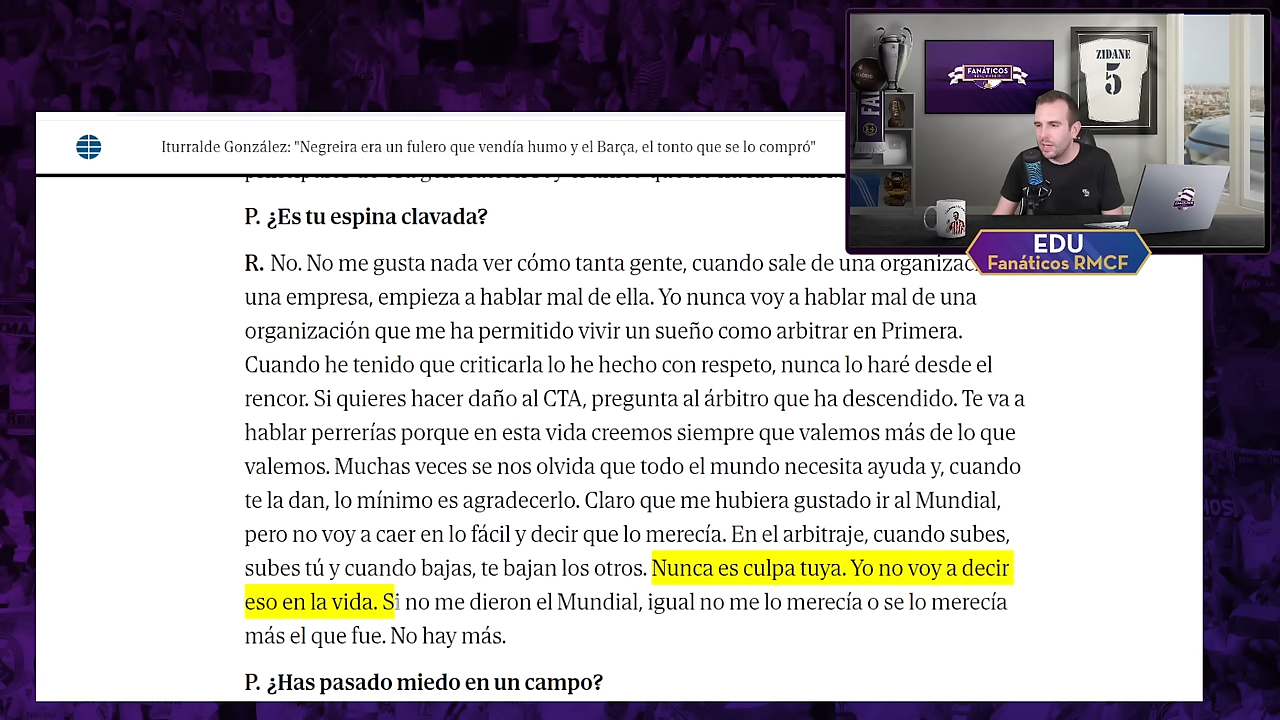 Iturralde González: "Negreira era un fulero que vendía humo y el Barça, el tonto que se lo compró"
P. ¿Es tu espina clavada?
R. No. No me gusta nada ver cómo tanta gente, cuando sale de una
una empresa, empieza a hablar mal de ella. Yo nunca voy a hablar mal de una
organización que me ha permitido vivir un sueño como arbitrar en Primera.
Cuando he tenido que criticarla lo he hecho con respeto, nunca lo haré desde el
rencor. Si quieres hacer daño al CTA, pregunta al árbitro que ha descendido. Te va a
hablar perrerías porque en esta vida creemos siempre que valemos más de lo que
valemos. Muchas veces se nos olvida que todo el mundo necesita ayuda y, cuando
te la dan, lo mínimo es agradecerlo. Claro que me hubiera gustado ir al Mundial,
pero no voy a caer en lo fácil y decir que lo merecía. En el arbitraje, cuando subes,
subes tú y cuando bajas, te bajan los otros. Nunca es culpa tuya. Yo no voy a decir
eso en la vida. Si no me dieron el Mundial, igual no me lo merecía o se lo merecía
más el que fue. No hay más.
P. ¿Has pasado miedo en un campo?
FANÁTICOS
ZIDANE
5
EDU
Fanáticos RMCF